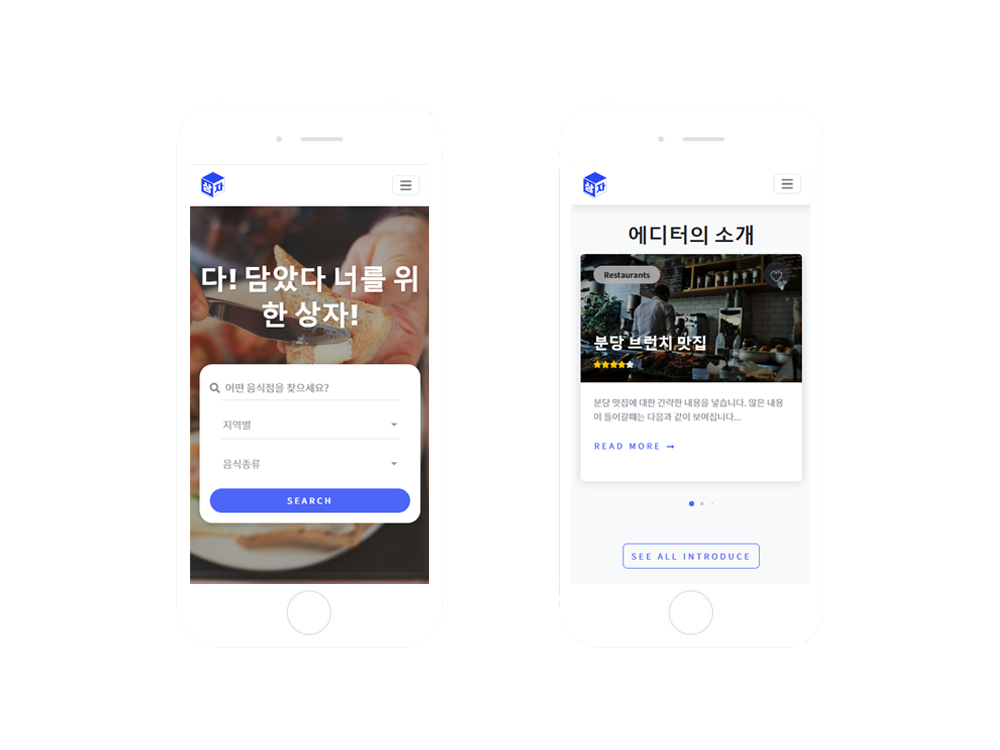 상자
다! 담았다 너를 위
한 상자!
어떤 음식점을 찾으세요?
지역별
음식종류
SEARCH
상자
에디터의 소개
Restaurants
분당 브런치 맛집
분당 맛집에 대한 간략한 내용을 넣습니다. 많은 내용
이 들어갈때는 다음과 같이 보여집니다...
READ MORE →
SEE ALL INTRODUCE